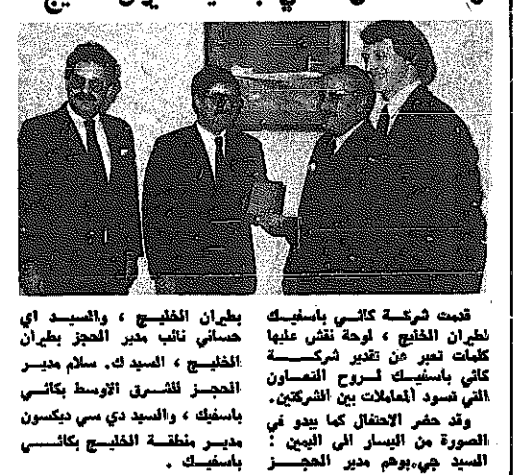 قدمت شركة كاثي باسفيك
لطيران الخليج ، لوحة نقش عليها
كلمات تعبر عن تقدير شركة
كاثي باسفيك لروح التعاون
التي تسود المعاملات بين الشركتين.
وقد حضر الاحتفال كما يبدو في
الصورة من اليسار الى اليمين :
السيد جي.بوهم مدير الحجز
بطيران الخليج ، والسيد اي
حساني نائب مدير الحجز بطيران
الخليج ، السيد ك. سلام مدير
الحجز للشرق الاوسط بكاثي
باسفيك ، والسيد دي سي ديكسون
مدير منطقة الخليج بكاثي
باسفيك .